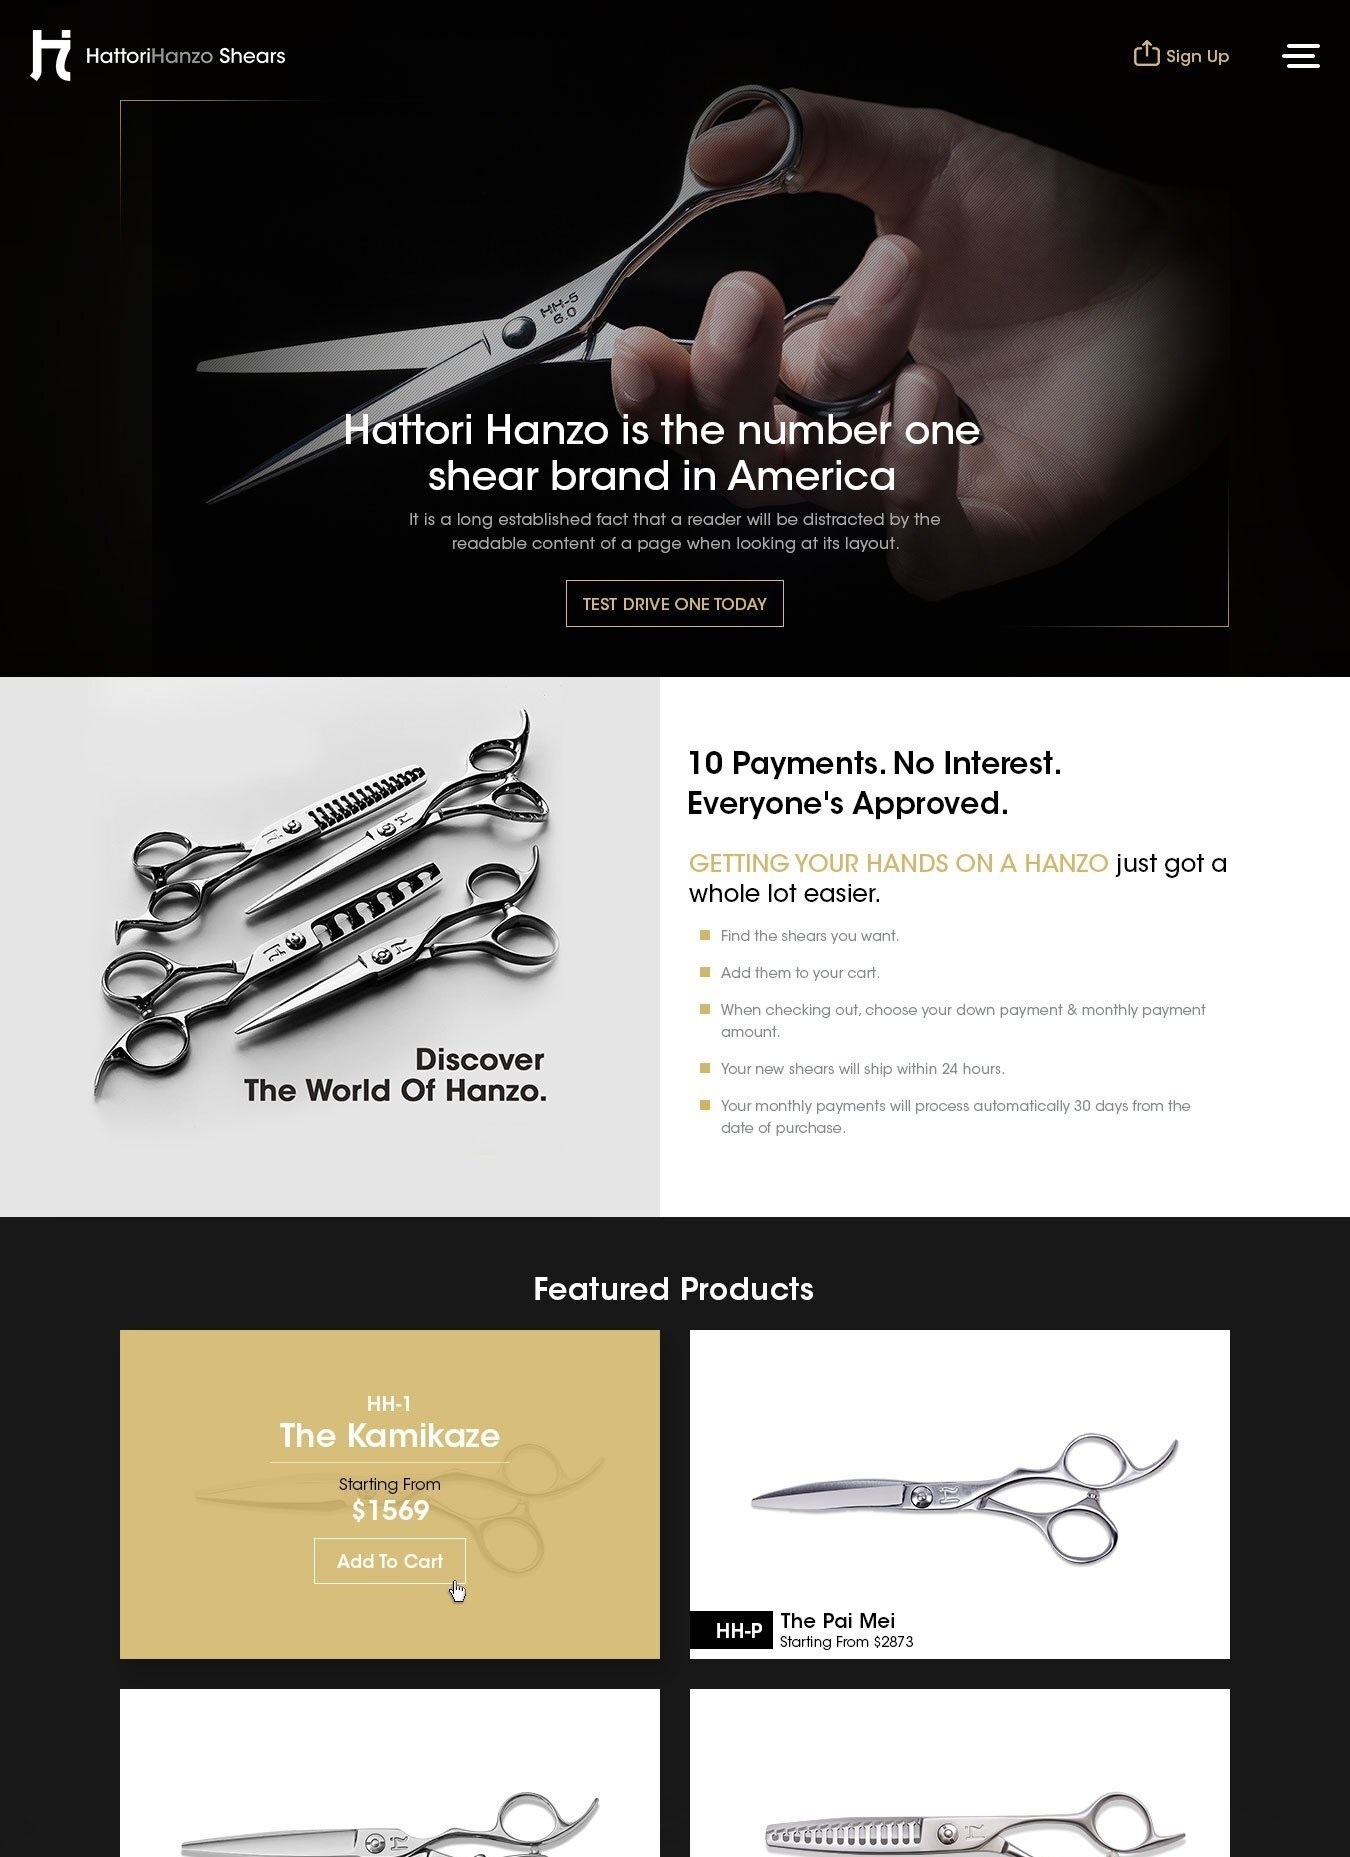 HattoriHanzo Shears
Sign Up
HH-5
6.0
Hattori Hanzo is the number one
shear brand in America
It is a long established fact that a reader will be distracted by the
readable content of a page when looking at its layout.
TEST DRIVE ONE TODAY
Discover
The World Of Hanzo.
10 Payments. No Interest.
Everyone's Approved.
GETTING YOUR HANDS ON A HANZO just got a
whole lot easier.
Find the shears you want.
Add them to your cart.
When checking out, choose your down payment & monthly payment
amount.
Your new shears will ship within 24 hours.
Your monthly payments will process automatically 30 days from the
date of purchase.
Featured Products
HH-1
The Kamikaze
Starting From
$1569
Add To Cart
HH-P
The Pai Mei
Starting From $2873